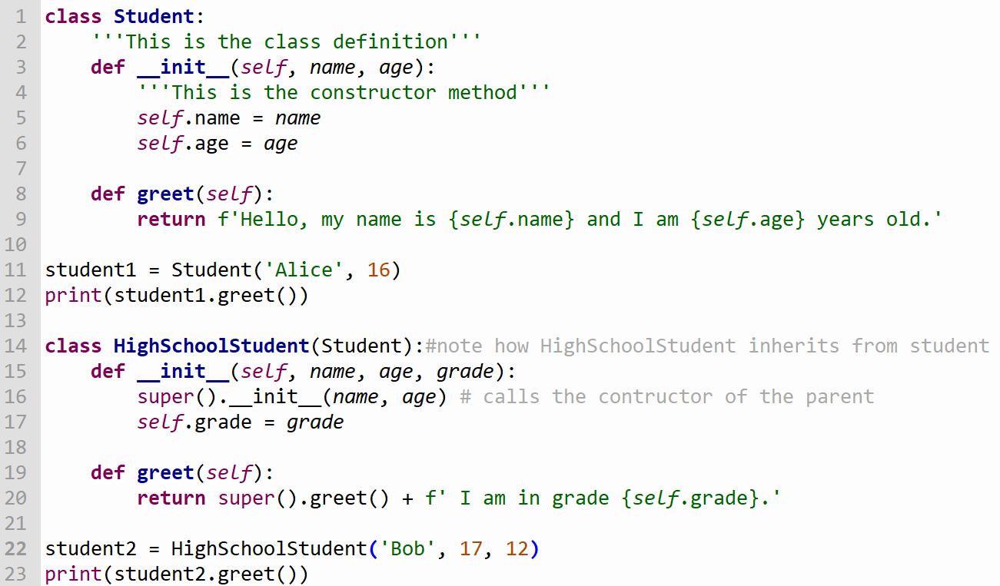 1 class Student:
2     '''This is the class definition'''
3     def __init__(self, name, age):
4         '''This is the constructor method'''
5         self.name = name
6         self.age = age
7
8     def greet(self):
9         return f'Hello, my name is {self.name} and I am {self.age} years old.'
10
11 student1 = Student('Alice', 16)
12 print(student1.greet())
13
14 class HighSchoolStudent(Student):#note how HighSchoolStudent inherits from student
15     def __init__(self, name, age, grade):
16         super().__init__(name, age) # calls the contructor of the parent
17         self.grade = grade
18
19     def greet(self):
20         return super().greet() + f' I am in grade {self.grade}.'
21
22 student2 = HighSchoolStudent('Bob', 17, 12)
23 print(student2.greet())